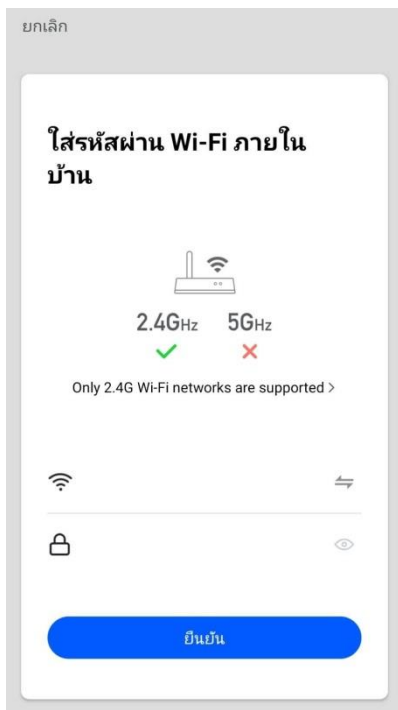 ยกเลิก
ใส่รหัสผ่าน Wi-Fi ภายใน
บ้าน
2.4GHz 5GHz
Only 2.4G Wi-Fi networks are supported >
ยืนยัน